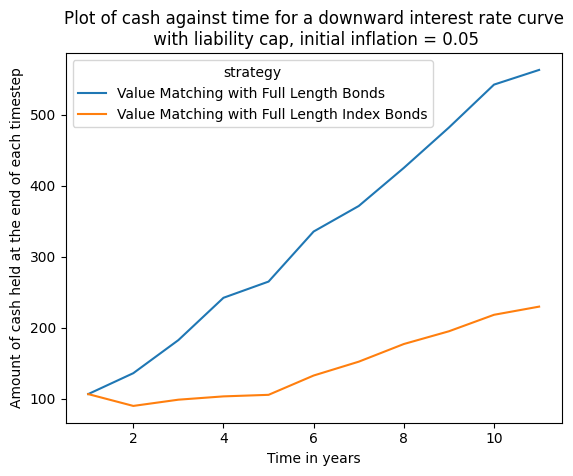 Plot of cash against time for a downward interest rate curve
with liability cap, initial inflation = 0.05
strategy
Value Matching with Full Length Bonds
Value Matching with Full Length Index Bonds
Amount of cash held at the end of each timestep
500
400
300
200
100
2 4 6 8 10
Time in years